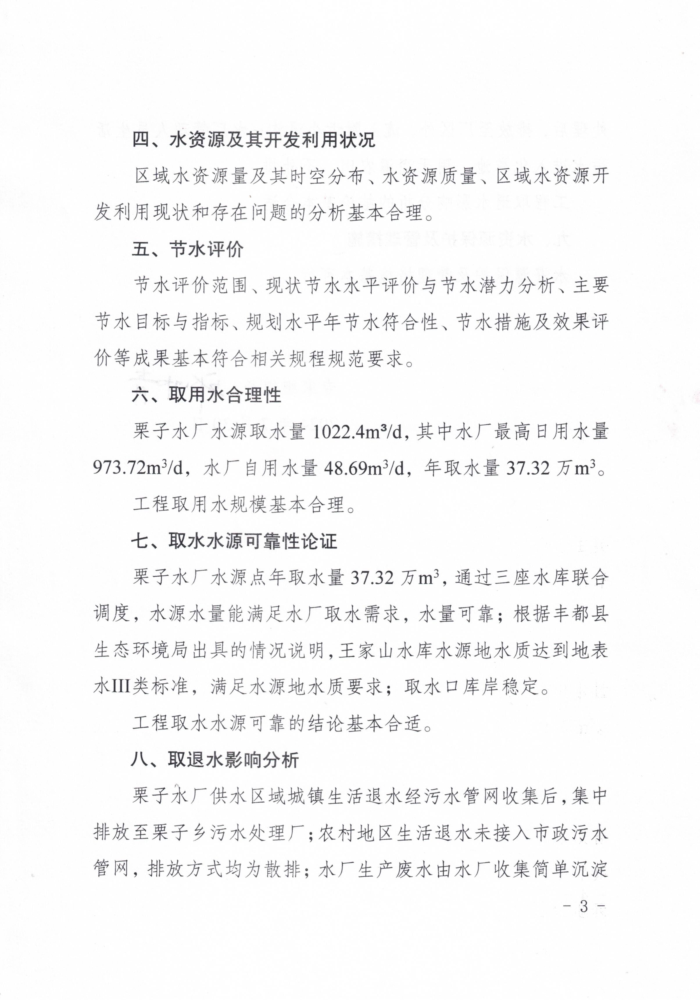 四、水资源及其开发利用状况
区域水资源量及其时空分布、水资源质量、区域水资源开
发利用现状和存在问题的分析基本合理。
五、节水评价
节水评价范围、现状节水水平评价与节水潜力分析、主要
节水目标与指标、规划水平年节水符合性、节水措施及效果评
价等成果基本符合相关规程规范要求。
六、取用水合理性
栗子水厂水源取水量 1022.4m³/d，其中水厂最高日用水量
973.72m³/d，水厂自用水量 48.69m³/d，年取水量 37.32 万m³。
工程取用水规模基本合理。
七、取水水源可靠性论证
栗子水厂水源点年取水量 37.32 万m³，通过三座水库联合
调度，水源水量能满足水厂取水需求，水量可靠；根据丰都县
生态环境局出具的情况说明，王家山水库水源地水质达到地表
水III类标准，满足水源地水质要求；取水口库岸稳定。
工程取水水源可靠的结论基本合适。
八、取退水影响分析
栗子水厂供水区域城镇生活退水经污水管网收集后，集中
排放至栗子乡污水处理厂；农村地区生活退水未接入市政污水
管网，排放方式均为散排；水厂生产废水由水厂收集简单沉淀
- 3 -